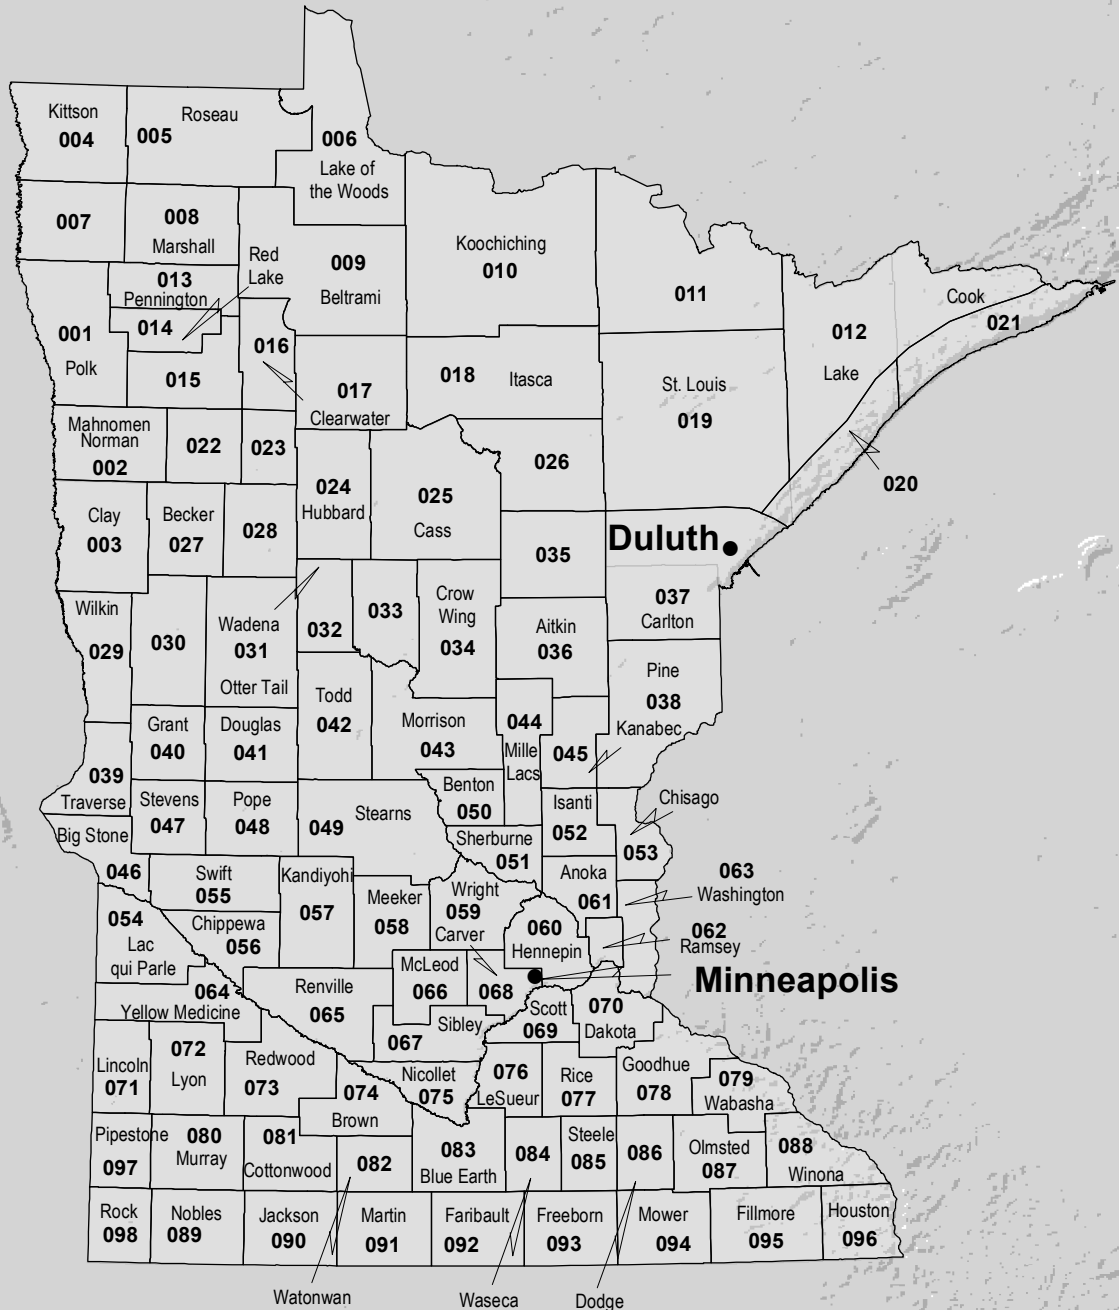 Kittson
004
005
Roseau
006
Lake of
the Woods
007
008
Marshall
Red
Lake
009
Beltrami
Koochiching
010
011
012
Lake
Cook
021
013
Pennington
014
001
Polk
015
016
017
Clearwater
018
Itasca
St. Louis
019
020
Mahnomen
Norman
002
022
023
024
Hubbard
025
Cass
026
Clay
003
Becker
027
028
035
Duluth
037
Carlton
Wilkin
029
030
Wadena
031
Otter Tail
032
033
Crow
Wing
034
Aitkin
036
Pine
038
Kanabec
Grant
040
Douglas
041
Todd
042
Morrison
043
044
Mille
Lacs
045
039
Traverse
Stevens
047
Pope
048
049
Stearns
Benton
050
Isanti
052
Chisago
053
Big Stone
046
Sherburne
051
Swift
055
Kandiyohi
057
Meeker
058
Wright
059
Carver
Anoka
061
063
Washington
062
Ramsey
060
Hennepin
054
Lac
qui Parle
Chippewa
056
McLeod
066
068
Minneapolis
064
Yellow Medicine
Renville
065
067
Sibley
Scott
069
070
Dakota
Lincoln
071
072
Lyon
Redwood
073
074
Brown
Nicollet
075
076
LeSueur
Rice
077
Goodhue
078
079
Wabasha
Pipestone
097
080
Murray
081
Cottonwood
082
083
Blue Earth
084
Steele
085
086
Olmsted
087
088
Winona
Rock
098
Nobles
089
Jackson
090
Martin
091
Faribault
092
Freeborn
093
Mower
094
Fillmore
095
Houston
096
Watonwan
Waseca
Dodge